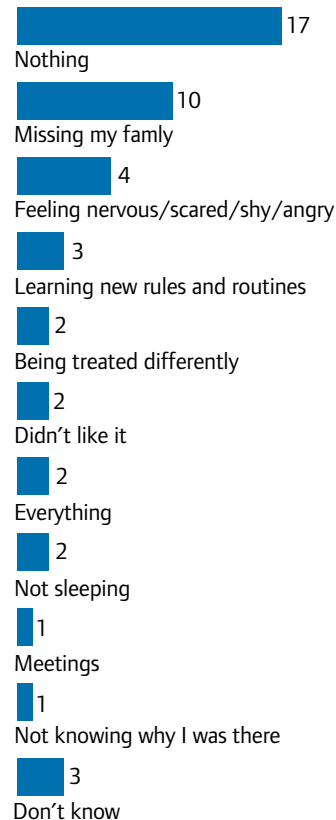 17
Nothing
10
Missing my famly
4
Feeling nervous/scared/shy/angry
3
Learning new rules and routines
2
Being treated differently
2
Didn′t like it
2
Everything
2
Not sleeping
1
Meetings
1
Not knowing why I was there
3
Don′t know